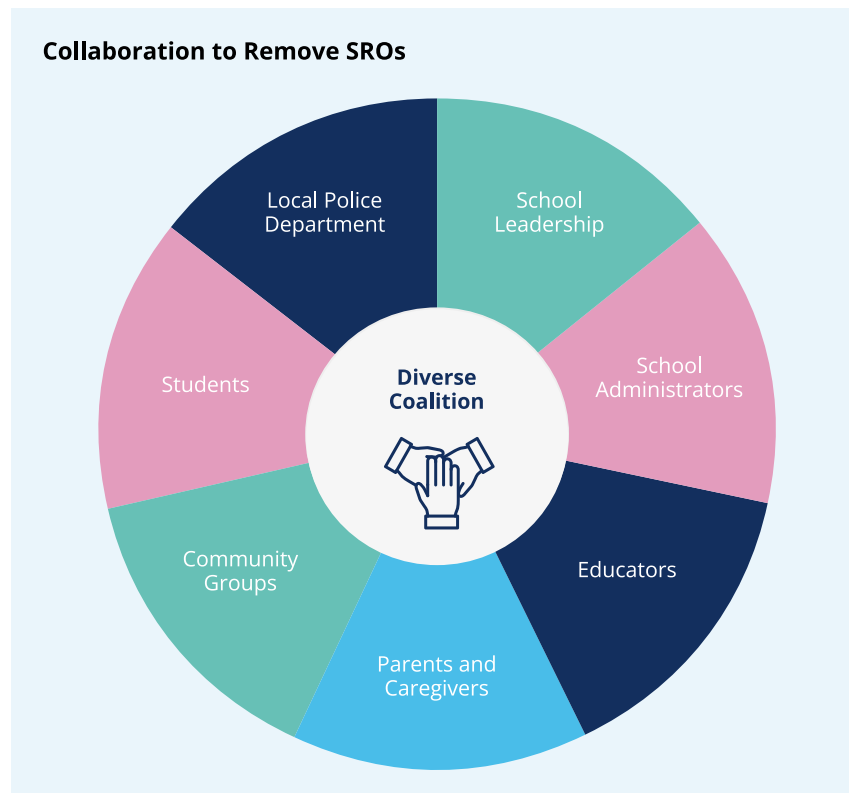 Collaboration to Remove SROs
Local Police
Department
School
Leadership
Students
School
Administrators
Diverse
Coalition
Community
Groups
Educators
Parents and
Caregivers